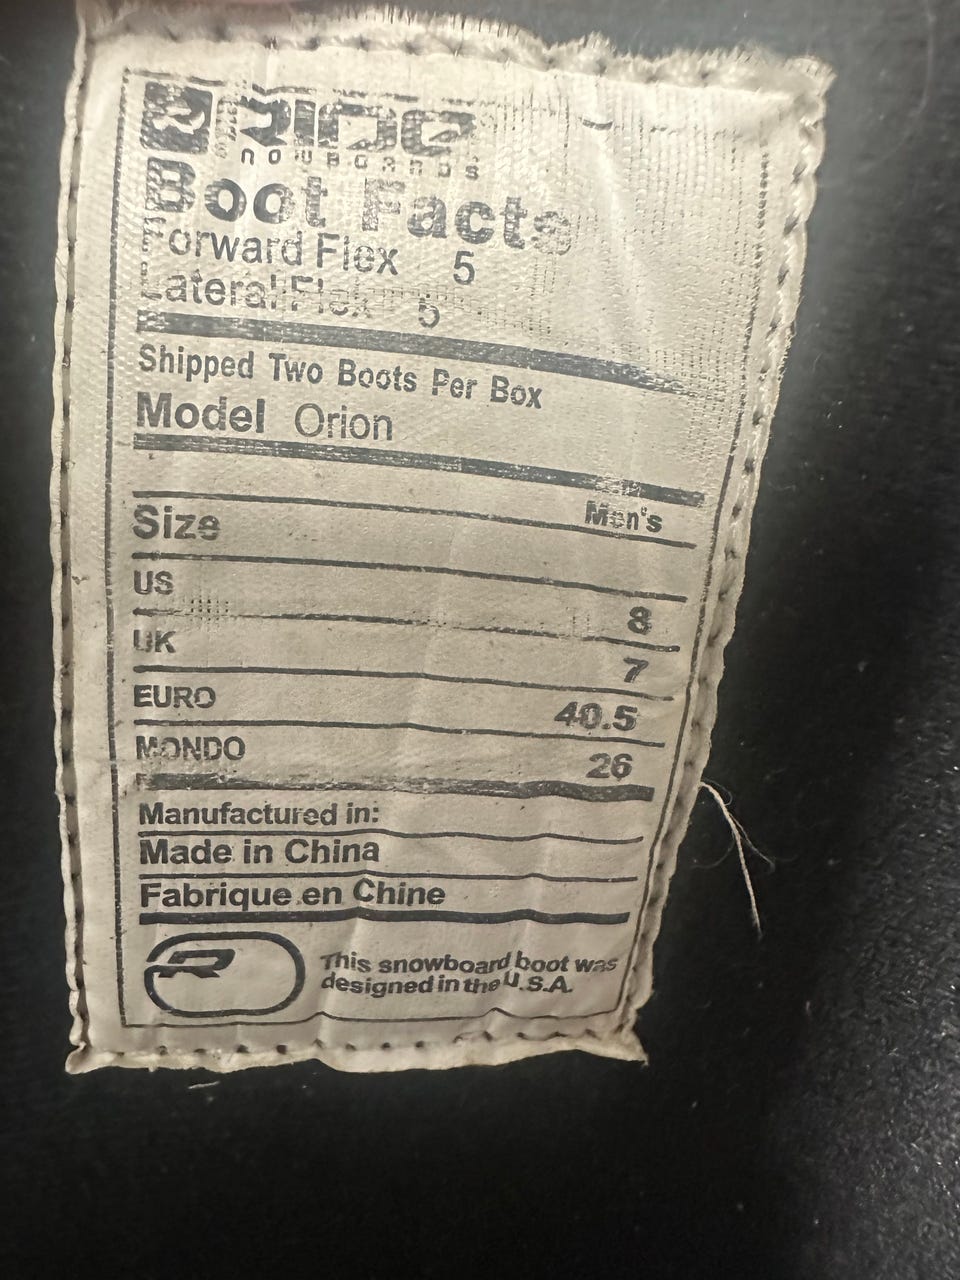 RIDE
NOWBOARDS
Boot Facts
Forward Flex 5
Lateral Flex 5
Shipped Two Boots Per Box
Model Orion
Size Men's
US 8
UK 7
EURO 40.5
MONDO 26
Manufactured in:
Made in China
Fabrique en Chine
R
This snowboard boot was
designed in the U.S.A.